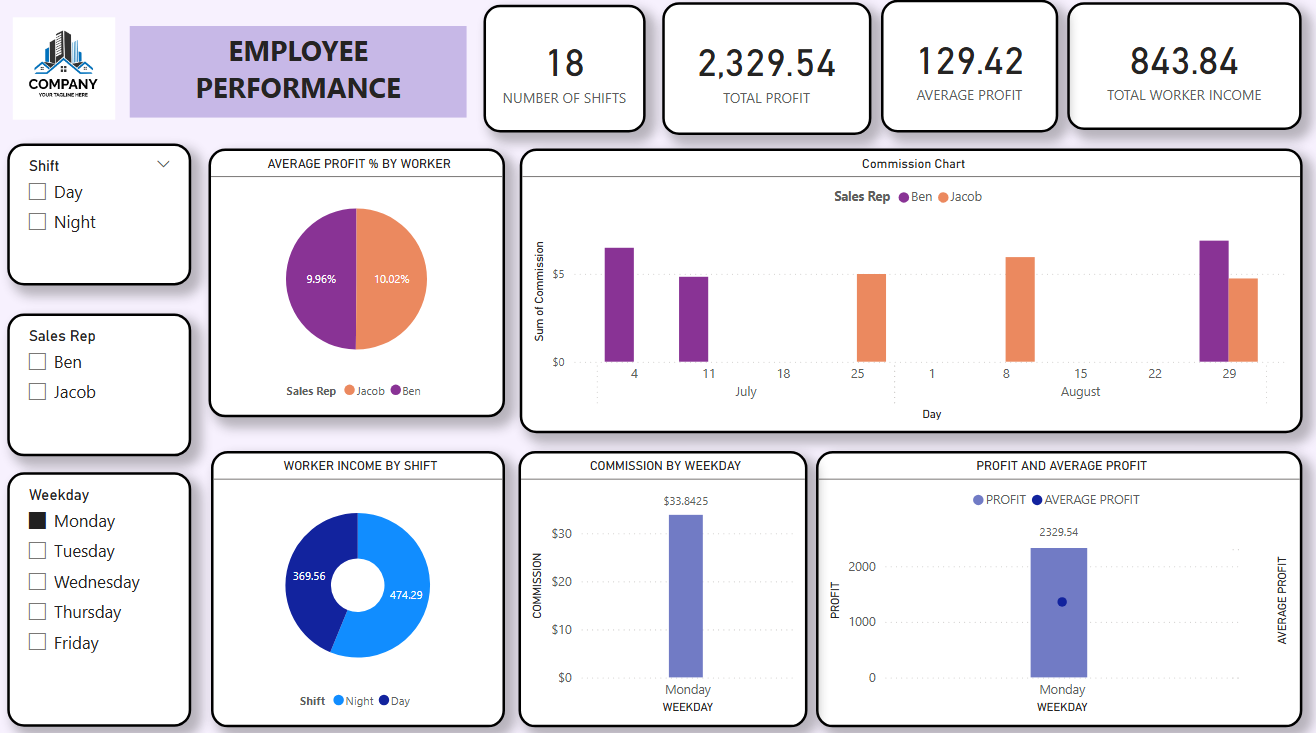 COMPANY
YOUR TAGLINE HERE
EMPLOYEE
PERFORMANCE
18
NUMBER OF SHIFTS
2,329.54
TOTAL PROFIT
129.42
AVERAGE PROFIT
843.84
TOTAL WORKER INCOME
Shift
Day
Night
Sales Rep
Ben
Jacob
Weekday
Monday
Tuesday
Wednesday
Thursday
Friday
AVERAGE PROFIT % BY WORKER
9.96%
10.02%
Sales Rep Jacob Ben
Commission Chart
Sales Rep Ben Jacob
Sum of Commission
$5
$0
4 11 18 25 1 8 15 22 29
July August
Day
WORKER INCOME BY SHIFT
369.56
474.29
Shift Night Day
COMMISSION BY WEEKDAY
$33.8425
COMMISSION
$30
$20
$10
$0
Monday
WEEKDAY
PROFIT AND AVERAGE PROFIT
PROFIT AVERAGE PROFIT
2329.54
PROFIT
2000
1000
0
AVERAGE PROFIT
Monday
WEEKDAY